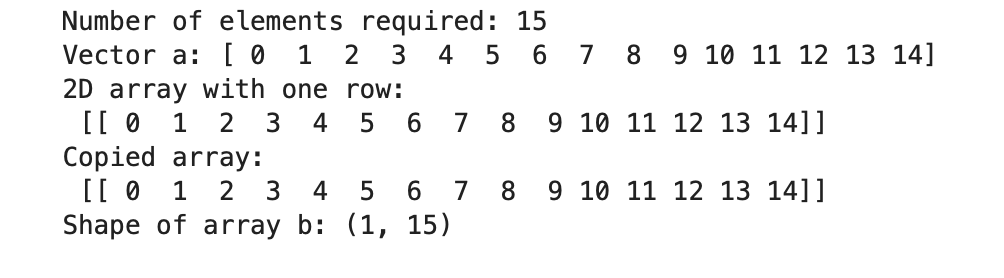 Number of elements required: 15
Vector a: [ 0  1  2  3  4  5  6  7  8  9 10 11 12 13 14]
2D array with one row:
 [[ 0  1  2  3  4  5  6  7  8  9 10 11 12 13 14]]
Copied array:
 [[ 0  1  2  3  4  5  6  7  8  9 10 11 12 13 14]]
Shape of array b: (1, 15)